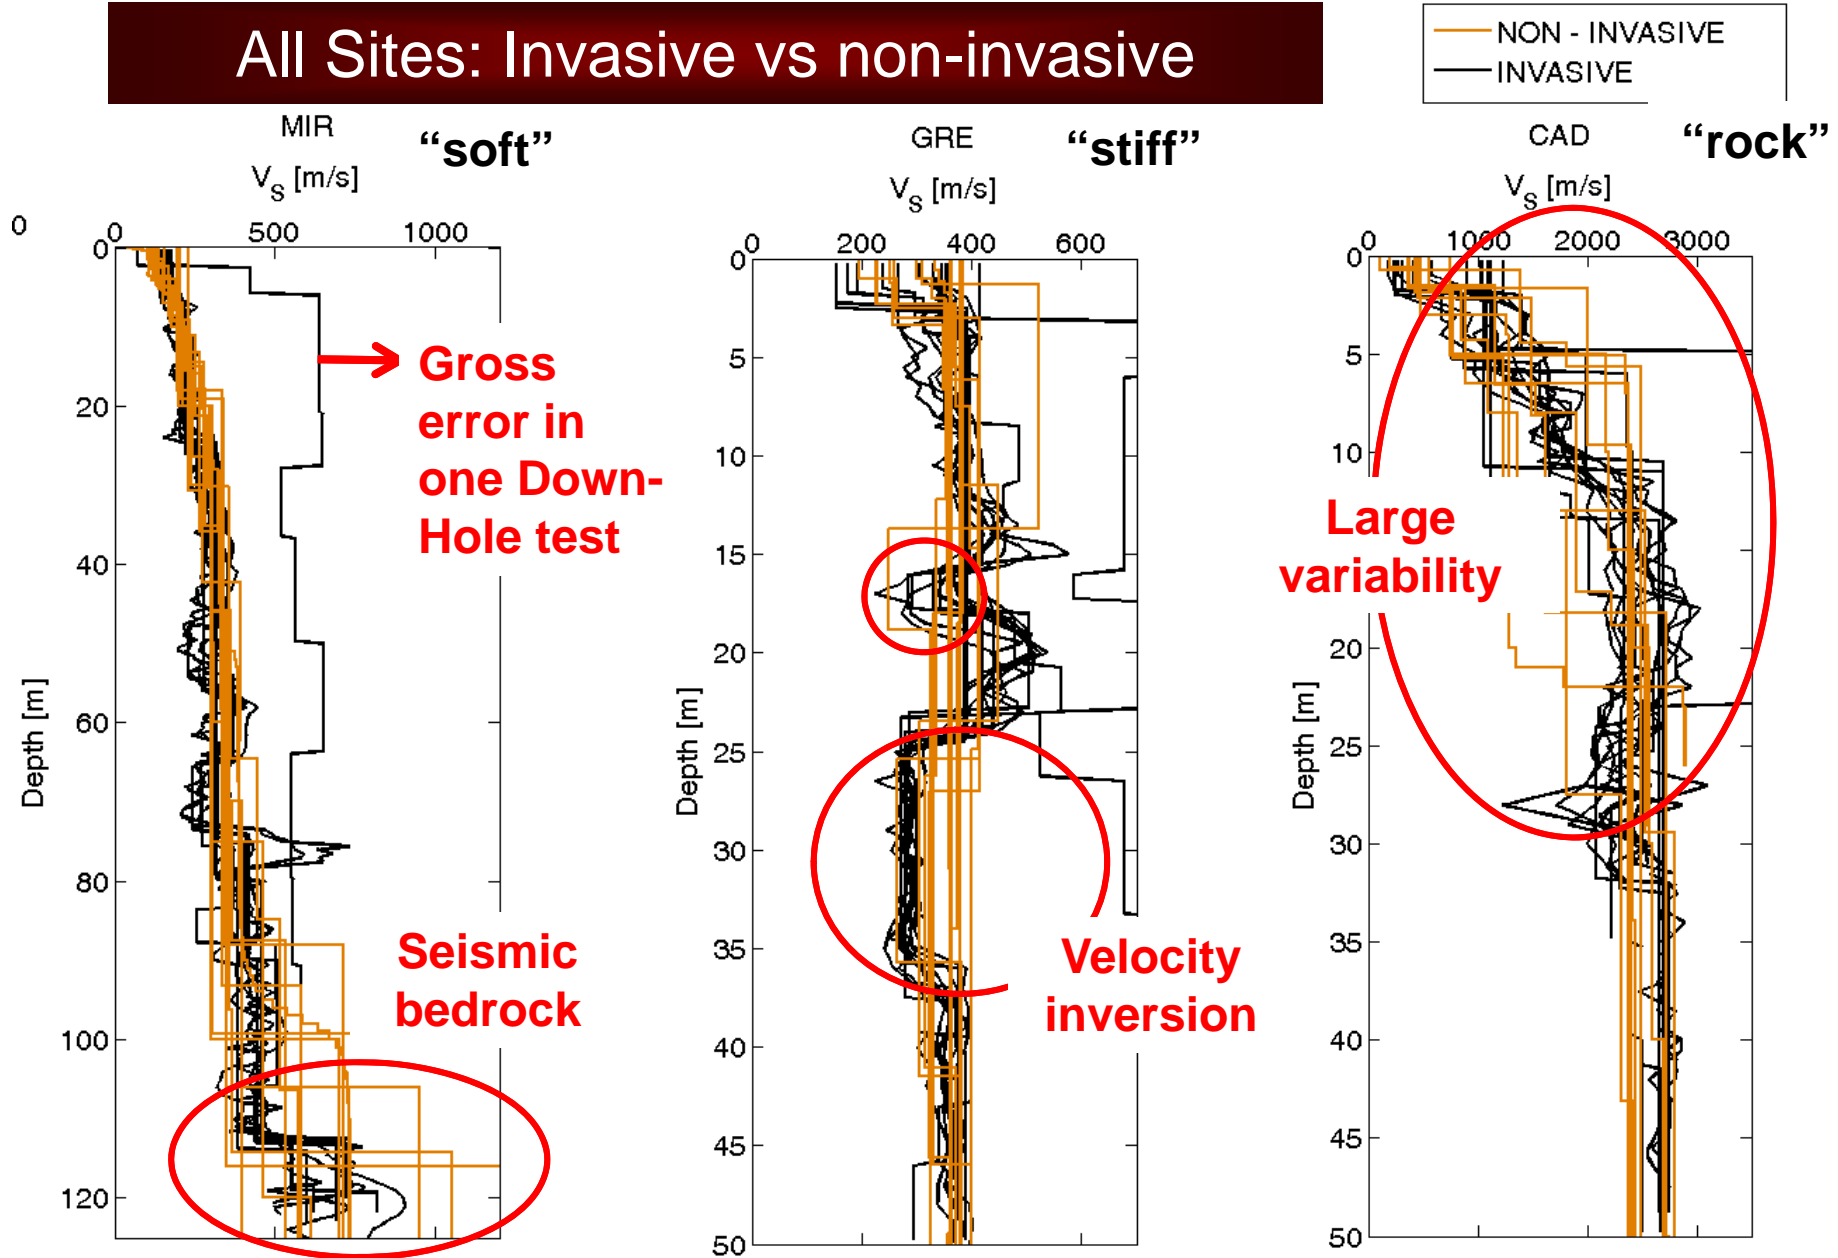 All Sites: Invasive vs non-invasive
NON - INVASIVE
INVASIVE
MIR
“soft”
V_S [m/s]
0
0 500 1000
0
20
40
60
80
100
120
Depth [m]
Gross
error in
one Down-
Hole test
Seismic
bedrock
GRE
“stiff”
V_S [m/s]
0 200 400 600
0
5
10
15
20
25
30
35
40
45
50
Depth [m]
Velocity
inversion
CAD
“rock”
V_S [m/s]
0 1000 2000 3000
0
5
10
15
20
25
30
35
40
45
50
Depth [m]
Large
variability